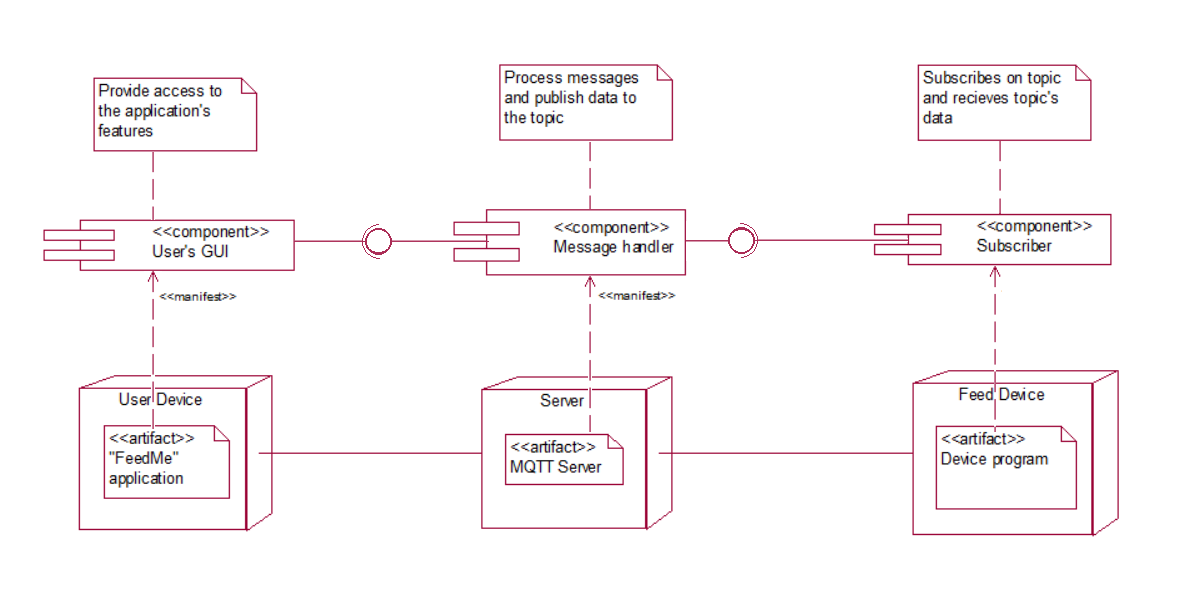 Provide access to
the application's
features
Process messages
and publish data to
the topic
Subscribes on topic
and recieves topic's
data
<<component>>
User's GUI
<<component>>
Message handler
<<component>>
Subscriber
<<manifest>>
<<manifest>>
User Device
<<artifact>>
"FeedMe"
application
Server
<<artifact>>
MQTT Server
Feed Device
<<artifact>>
Device program